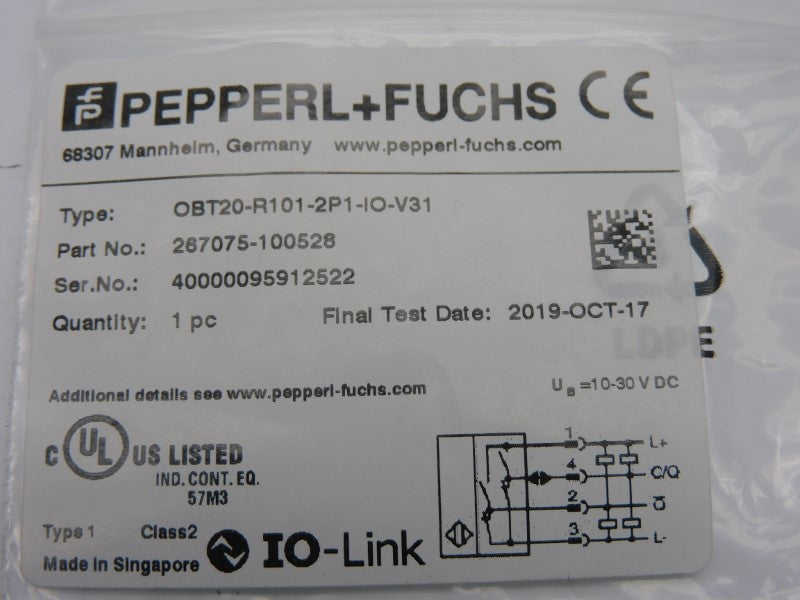 PEPPERL+FUCHS CE
68307 Mannheim, Germany www.pepperl-fuchs.com
Type: OBT20-R101-2P1-IO-V31
Part No.: 267075-100528
Ser.No.: 40000095912522
Quantity: 1 pc Final Test Date: 2019-OCT-17
LDPE
Additional details see www.pepperl-fuchs.com
UB =10-30 V DC
C UL US LISTED
IND. CONT. EQ.
57M3
Type 1 Class2
Made in Singapore
IO-Link
1 L+
4 C/Q
2 Q̅
3 L-